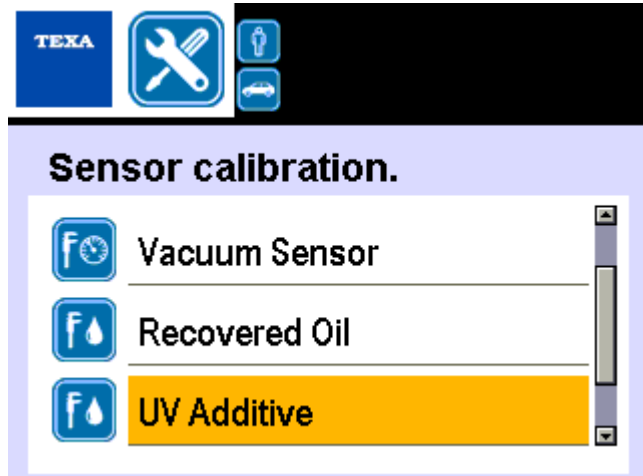 TEXA
Sensor calibration.
Vacuum Sensor
Recovered Oil
UV Additive